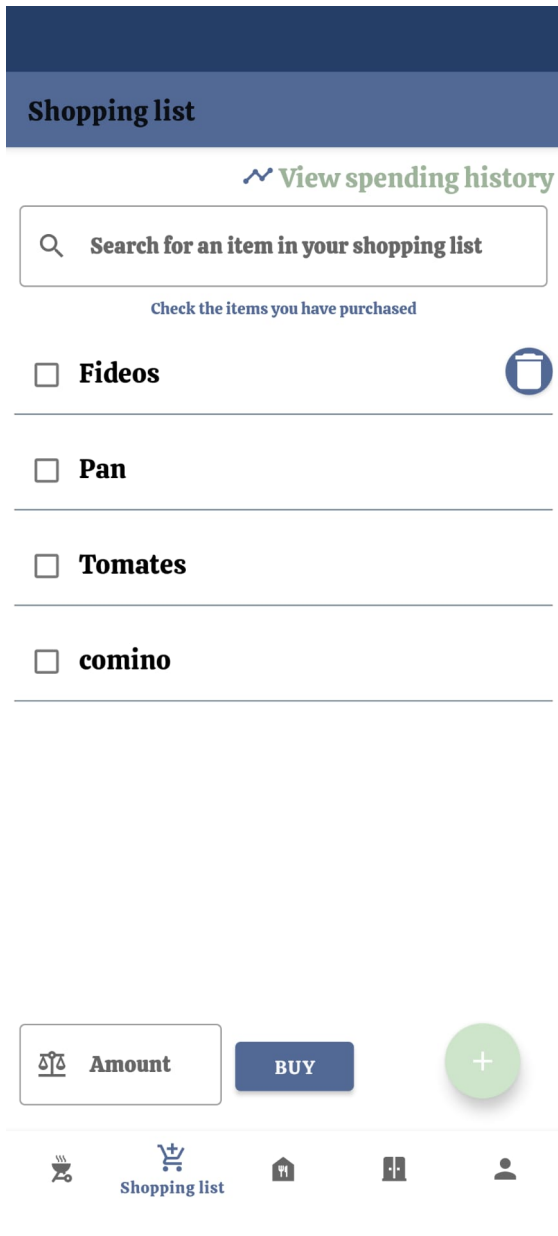 Shopping list
View spending history
Search for an item in your shopping list
Check the items you have purchased
Fideos
Pan
Tomates
comino
Amount
BUY
+
Shopping list